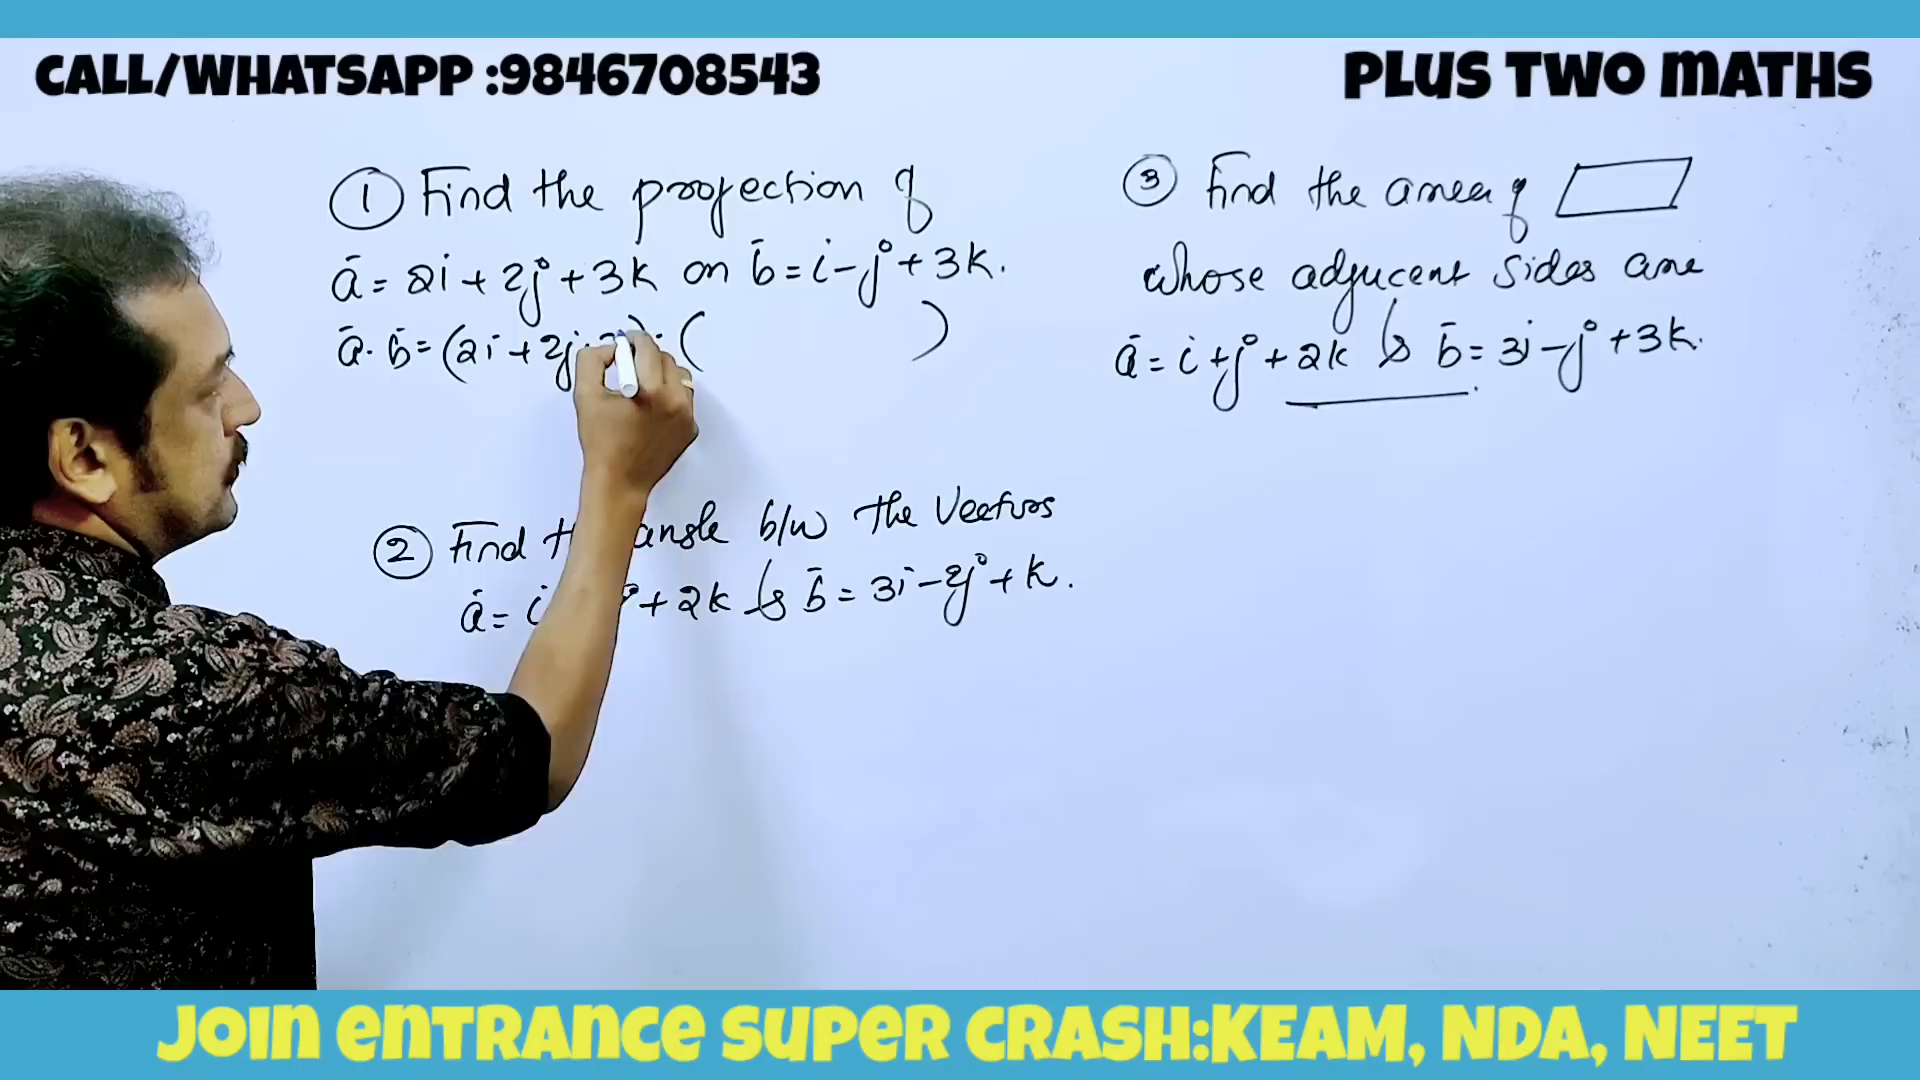 CALL/WHATSAPP :9846708543
PLUS TWO MATHS
① Find the projection of
ā = 2i + 2j + 3k on b̄ = i - j + 3k.
ā . b̄ = (2i + 2j ) . ( )
② Find angle b/w the Vectors
ā = i + 2k & b̄ = 3i - 2j + k.
③ Find the area of
whose adjacent sides are
ā = i + j + 2k & b̄ = 3i - j + 3k.
JOIN ENTRANCE SUPER CRASH:KEAM, NDA, NEET